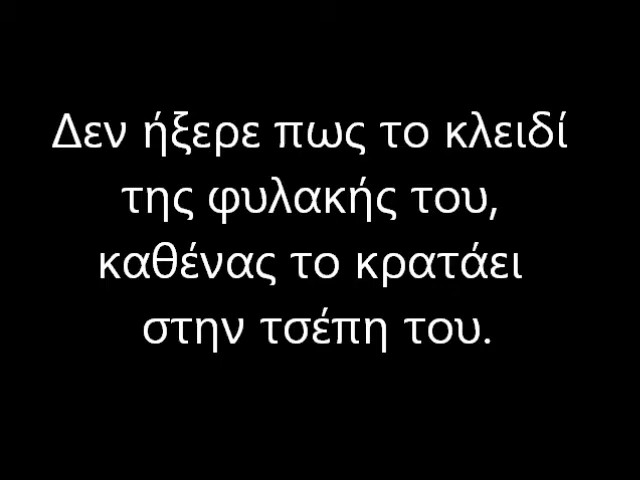 Δεν ήξερε πως το κλειδί
της φυλακής του,
καθένας το κρατάει
στην τσέπη του.